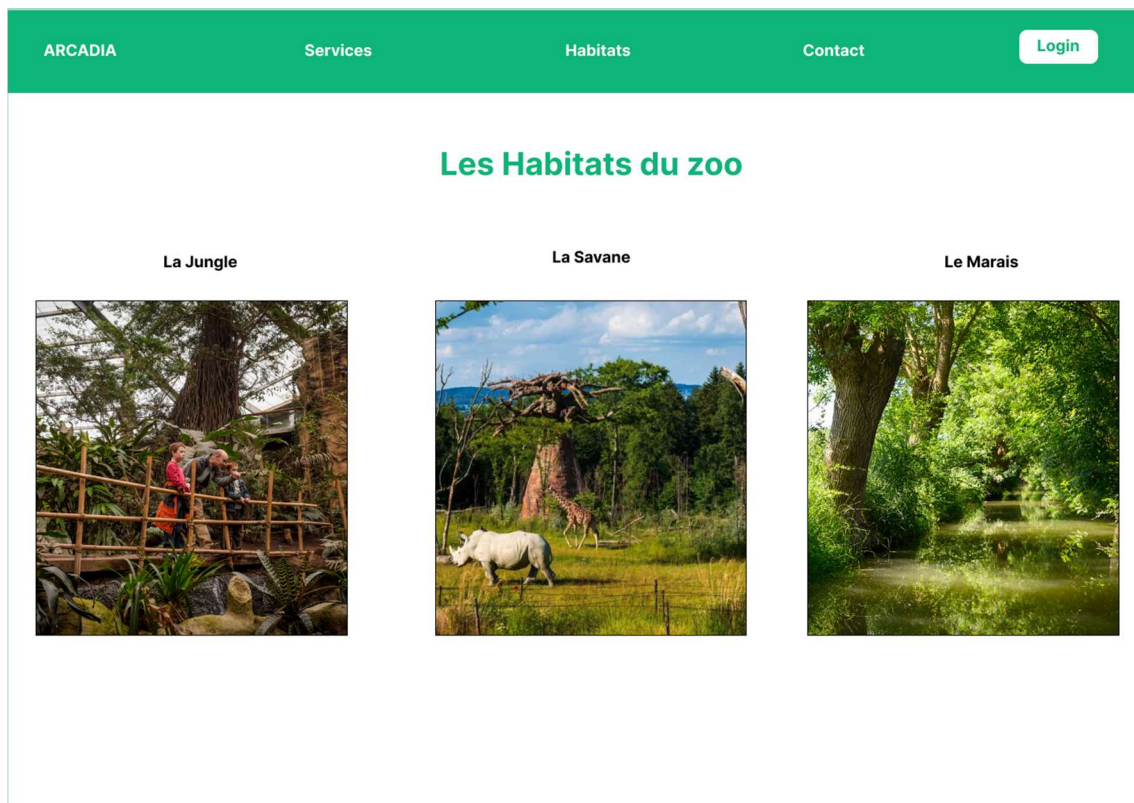 ARCADIA Services Habitats Contact Login
Les Habitats du zoo
La Jungle La Savane Le Marais